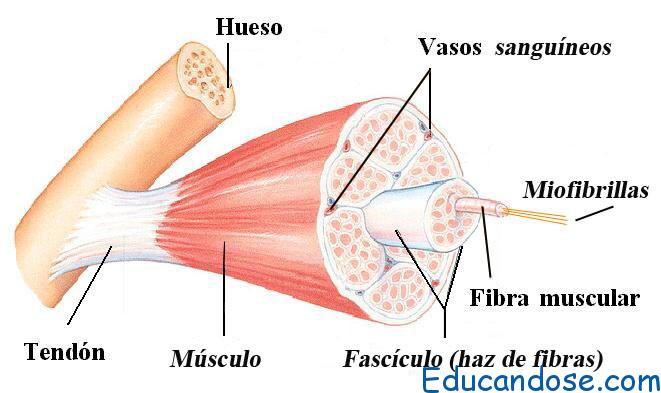 Hueso
Vasos sanguíneos
Miofibrillas
Fibra muscular
Tendón
Músculo
Fascículo (haz de fibras)
Educandose.com